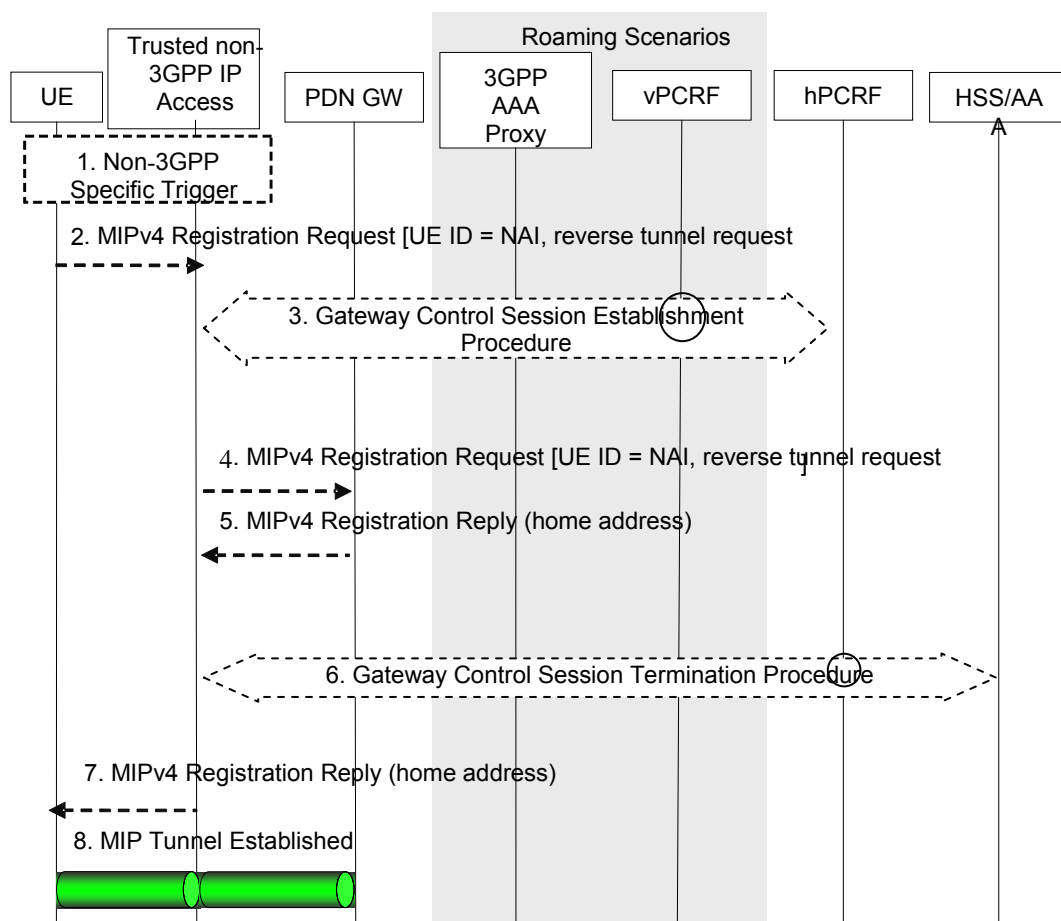 Roaming Scenarios
UE
Trusted non-
3GPP IP
Access
PDN GW
3GPP
AAA
Proxy
vPCRF
hPCRF
HSS/AA
A
1. Non-3GPP
Specific Trigger
2. MIPv4 Registration Request [UE ID = NAI, reverse tunnel request
3. Gateway Control Session Establishment
Procedure
4. MIPv4 Registration Request [UE ID = NAI, reverse tunnel request
]
5. MIPv4 Registration Reply (home address)
6. Gateway Control Session Termination Procedure
7. MIPv4 Registration Reply (home address)
8. MIP Tunnel Established